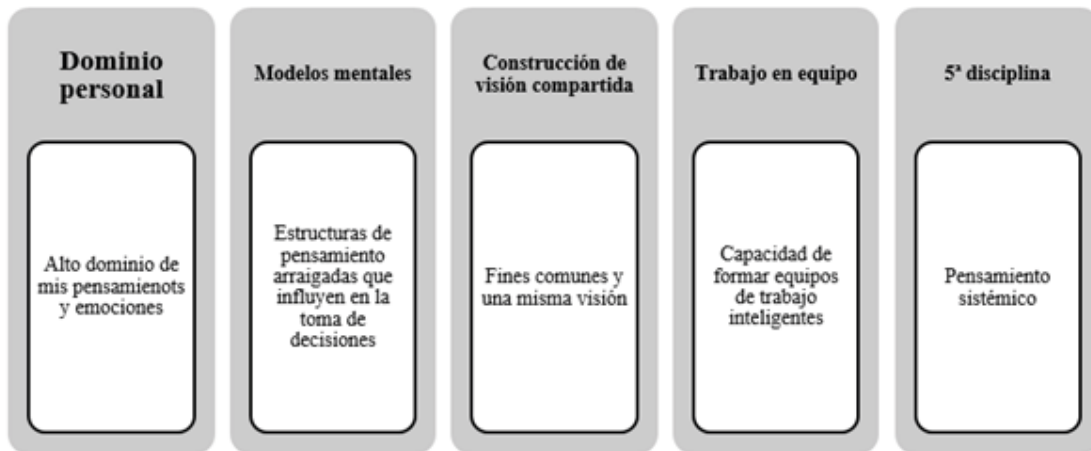 Dominio
personal
Alto dominio de
mis pensamienots
y emociones
Modelos mentales
Estructuras de
pensamiento
arraigadas que
influyen en la
toma de
decisiones
Construcción de
visión compartida
Fines comunes y
una misma visión
Trabajo en equipo
Capacidad de
formar equipos
de trabajo
inteligentes
5ª disciplina
Pensamiento
sistémico